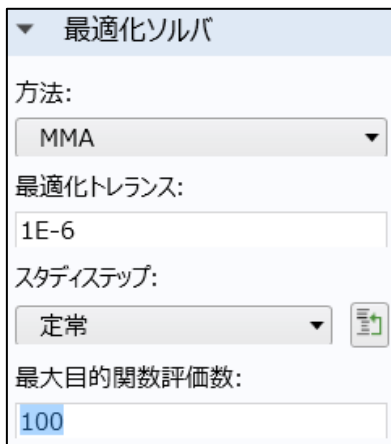 最適化ソルバ
方法:
MMA
最適化トレランス:
1E-6
スタディステップ:
定常
最大目的関数評価数:
100